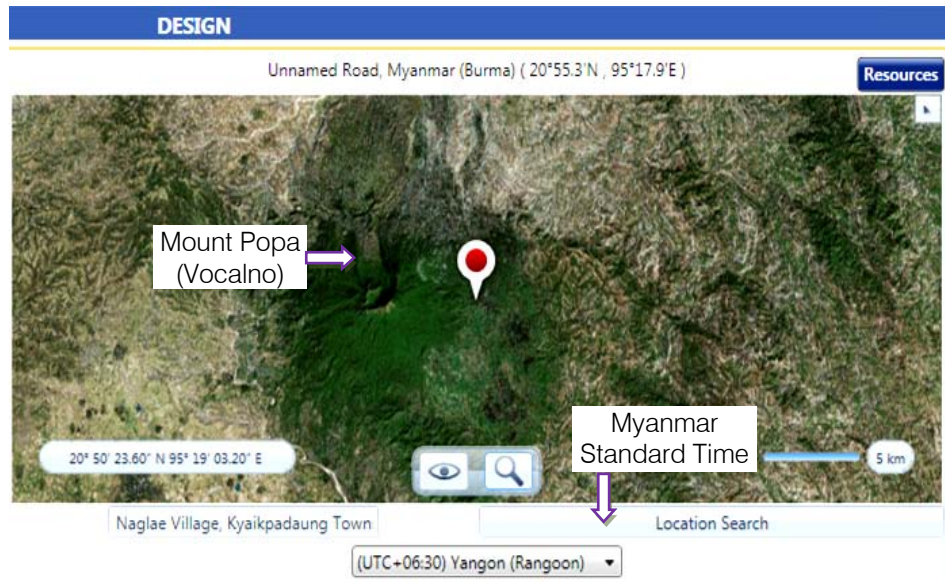 DESIGN
Unnamed Road, Myanmar (Burma) ( 20°55.3'N , 95°17.9'E )
Resources
Mount Popa
(Vocalno)
Myanmar
Standard Time
20° 50' 23.60" N 95° 19' 03.20" E
5 km
Naglae Village, Kyaikpadaung Town
Location Search
(UTC+06:30) Yangon (Rangoon)